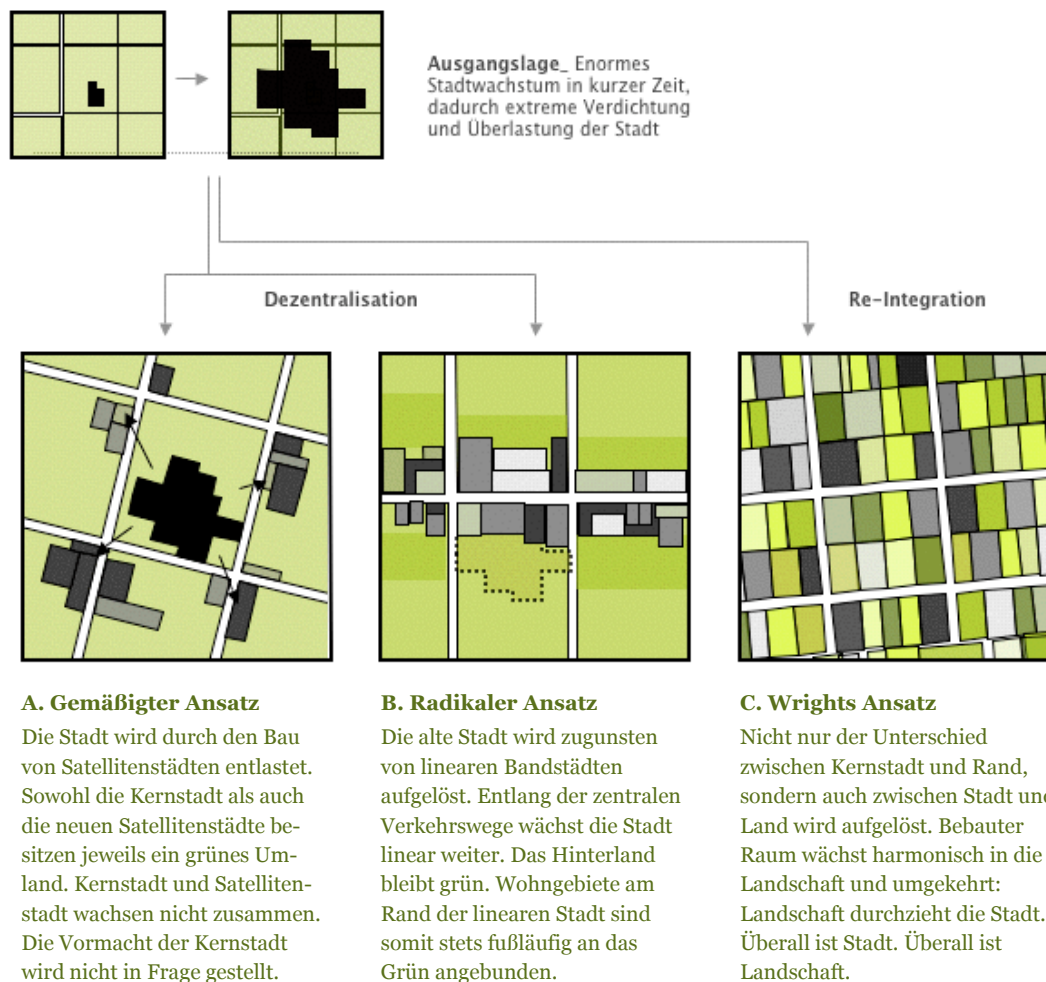 Ausgangslage_ Enormes
Stadtwachstum in kurzer Zeit,
dadurch extreme Verdichtung
und Überlastung der Stadt
Dezentralisation
Re-Integration
A. Gemäßigter Ansatz
Die Stadt wird durch den Bau
von Satellitenstädten entlastet.
Sowohl die Kernstadt als auch
die neuen Satellitenstädte be-
sitzen jeweils ein grünes Um-
land. Kernstadt und Satelliten-
stadt wachsen nicht zusammen.
Die Vormacht der Kernstadt
wird nicht in Frage gestellt.
B. Radikaler Ansatz
Die alte Stadt wird zugunsten
von linearen Bandstädten
aufgelöst. Entlang der zentralen
Verkehrswege wächst die Stadt
linear weiter. Das Hinterland
bleibt grün. Wohngebiete am
Rand der linearen Stadt sind
somit stets fußläufig an das
Grün angebunden.
C. Wrights Ansatz
Nicht nur der Unterschied
zwischen Kernstadt und Rand,
sondern auch zwischen Stadt und
Land wird aufgelöst. Bebauter
Raum wächst harmonisch in die
Landschaft und umgekehrt:
Landschaft durchzieht die Stadt.
Überall ist Stadt. Überall ist
Landschaft.